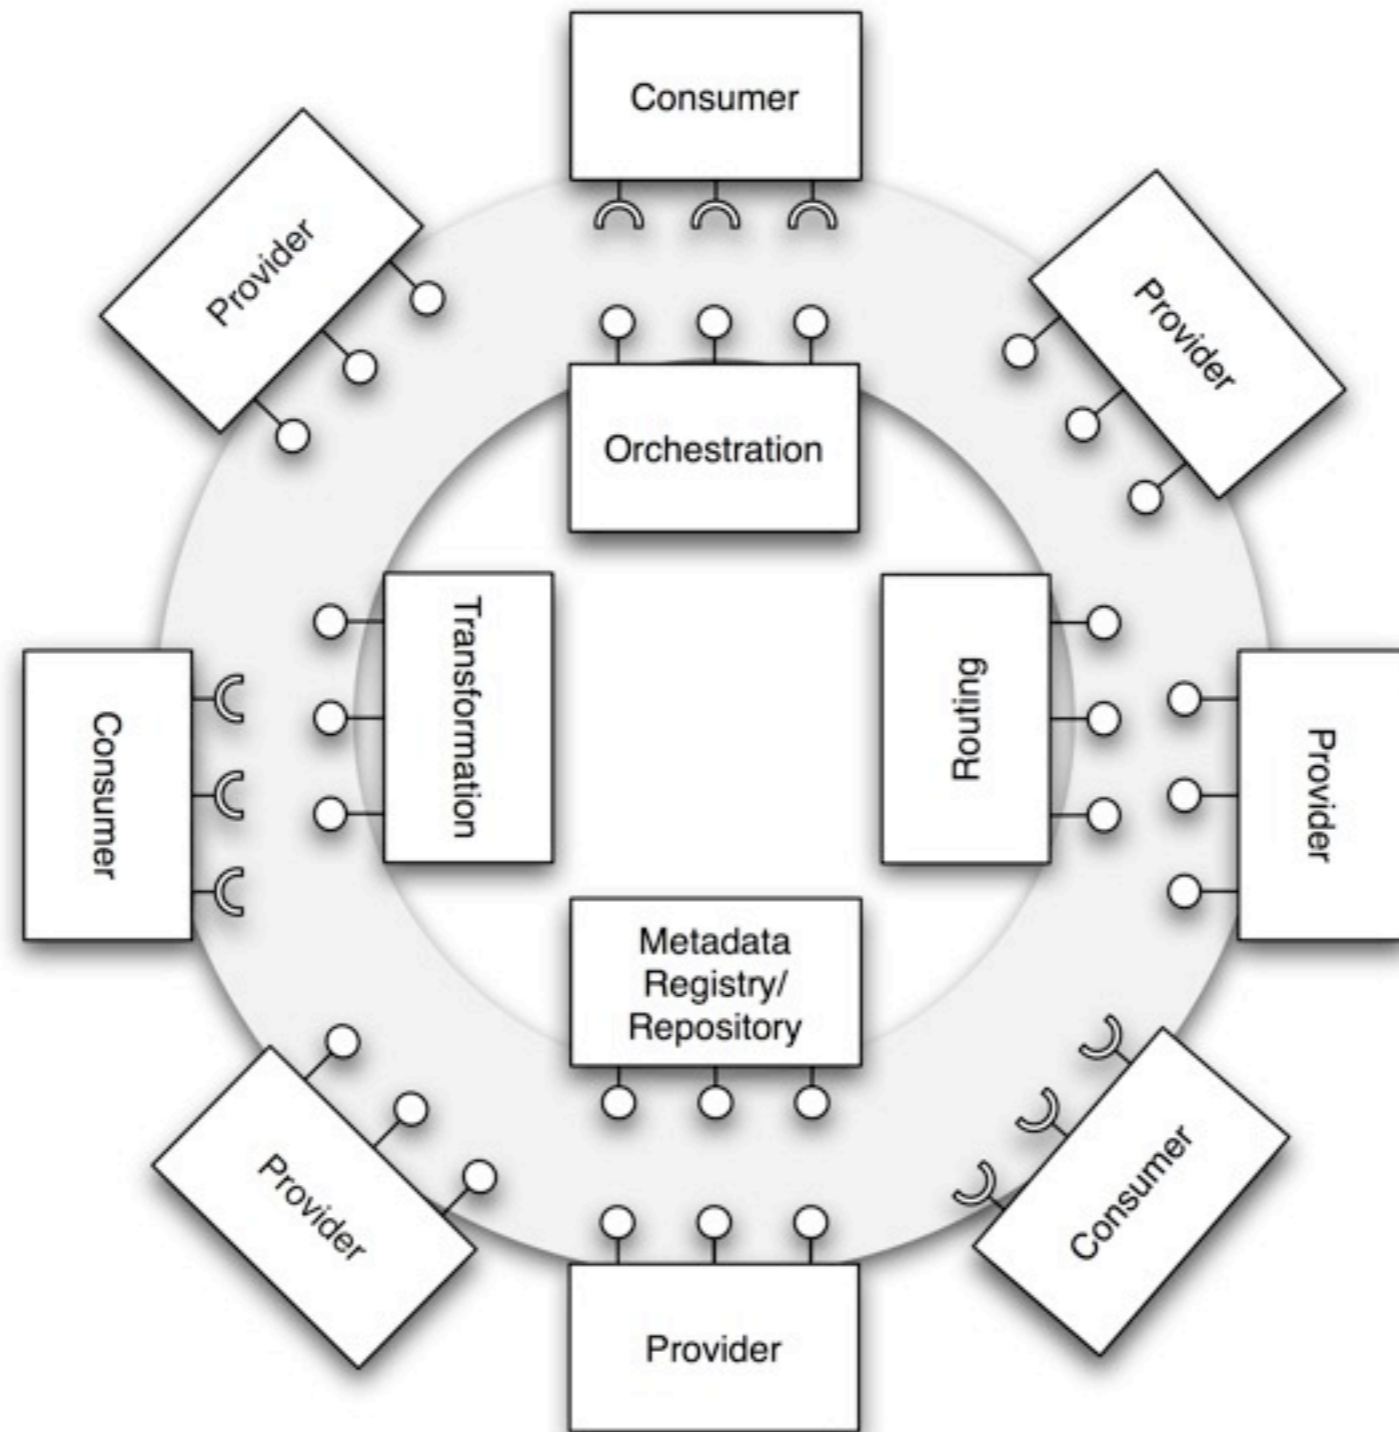 Consumer
Provider
Provider
Orchestration
Transformation
Routing
Consumer
Provider
Metadata
Registry/
Repository
Provider
Consumer
Provider